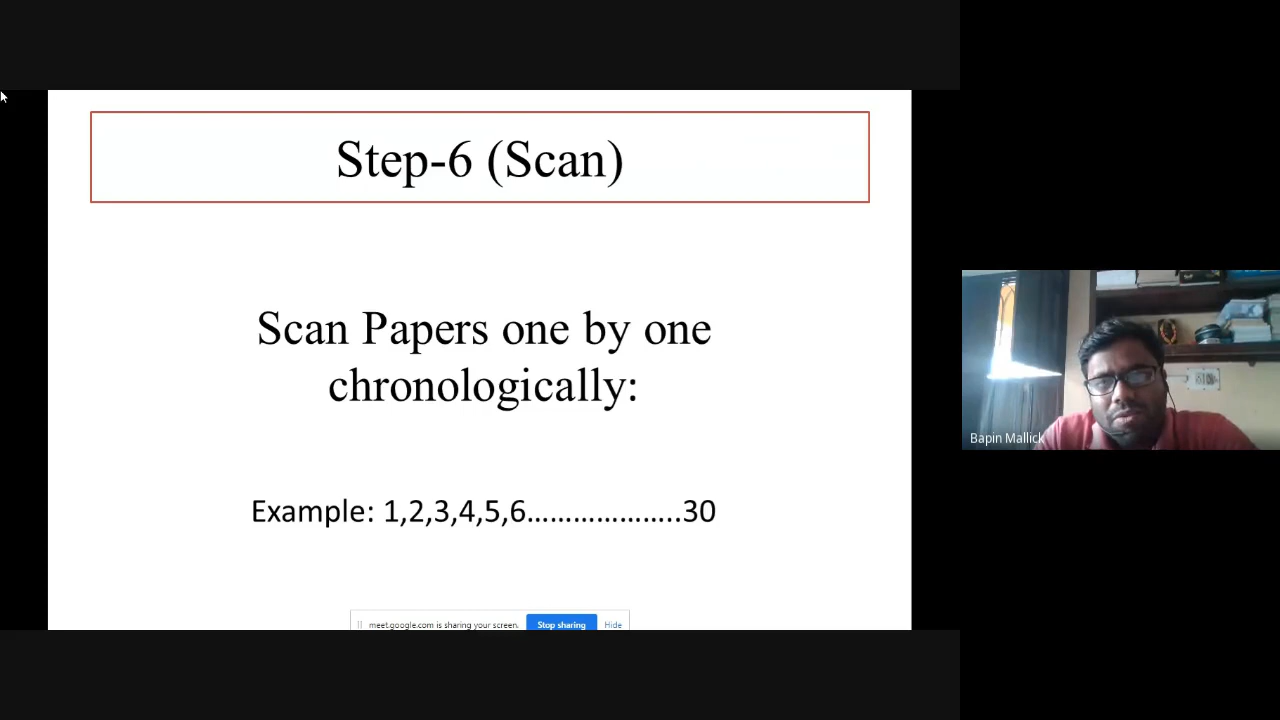 Step-6 (Scan)
Scan Papers one by one
chronologically:
Example: 1,2,3,4,5,6………………..30
meet.google.com is sharing your screen. Stop sharing Hide
Bapin Mallick